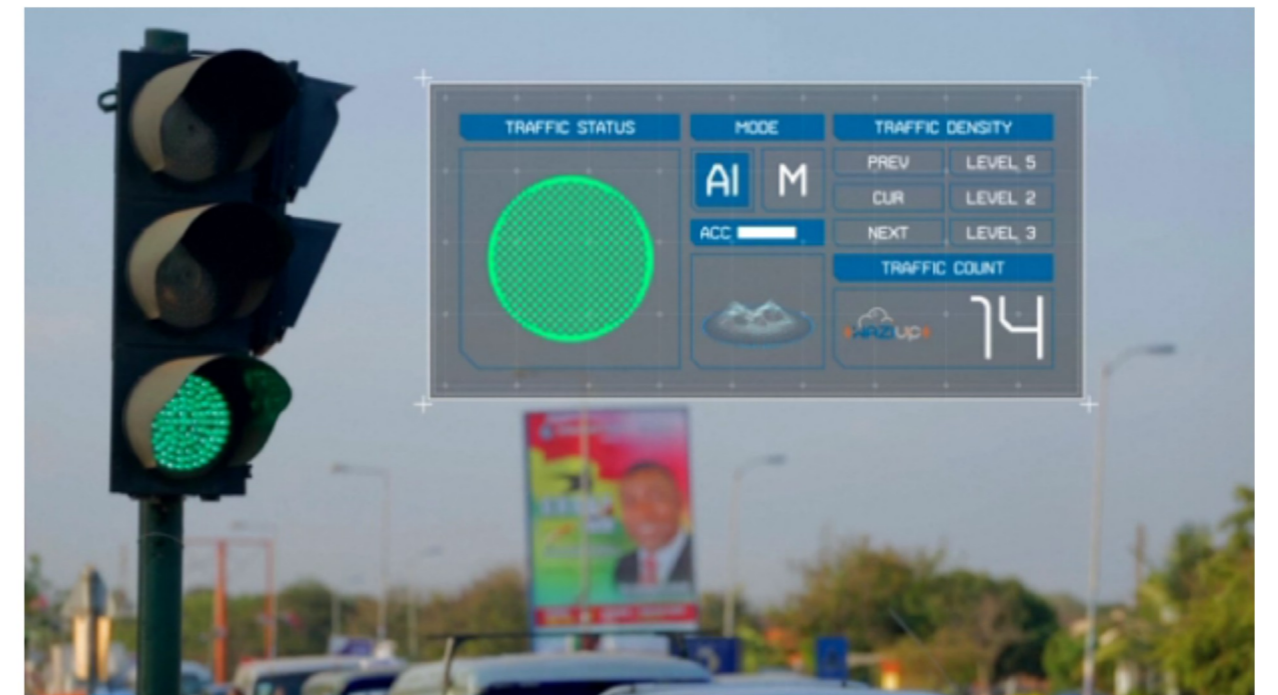 TRAFFIC STATUS
MODE
TRAFFIC DENSITY
AI
M
PREV
LEVEL 5
CUR
LEVEL 2
ACC
NEXT
LEVEL 3
TRAFFIC COUNT
WAZIUP
14